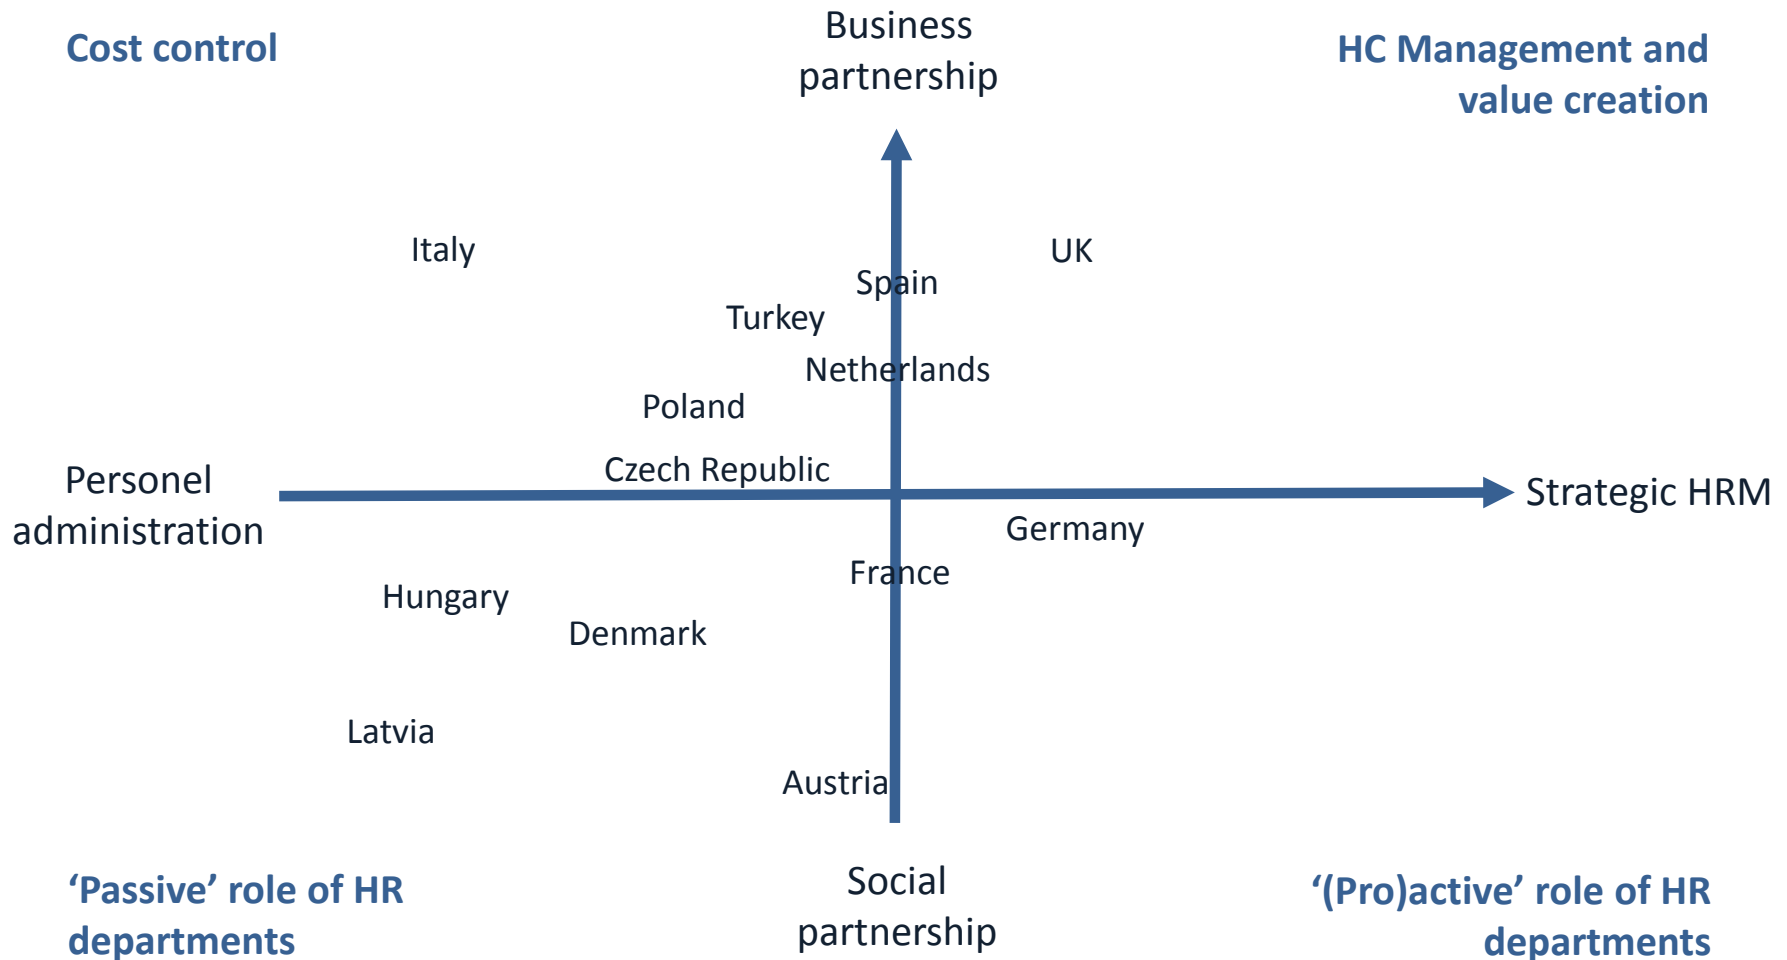 Cost control
Business
partnership
HC Management and
value creation
Italy
UK
Spain
Turkey
Netherlands
Poland
Czech Republic
Personel
administration
Strategic HRM
Germany
France
Hungary
Denmark
Latvia
Austria
‘Passive’ role of HR
departments
Social
partnership
‘(Pro)active’ role of HR
departments